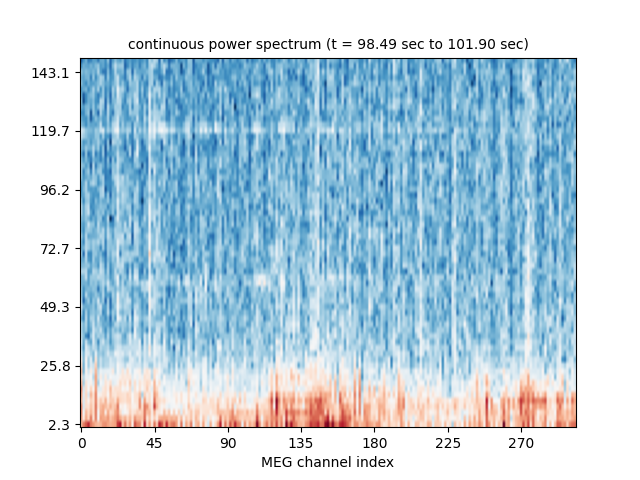 continuous power spectrum (t = 98.49 sec to 101.90 sec)
143.1
119.7
96.2
72.7
49.3
25.8
2.3
0 45 90 135 180 225 270
MEG channel index